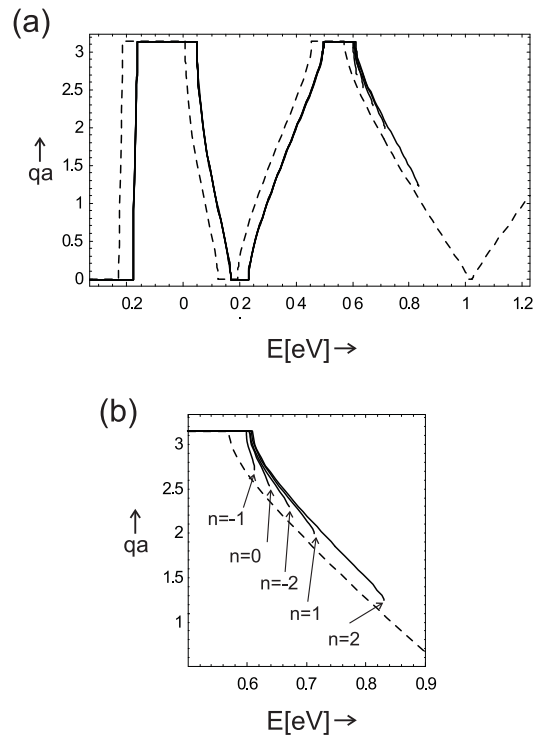 (a)
3
2.5
2
1.5
1
0.5
0
qa →
0.2 0 0 2 0 4 0 6 0.8 1 1.2
E[eV] →
(b)
3
2.5
2
1.5
1
qa →
n=-1
n=0
n=-2
n=1
n=2
0.6 0.7 0.8 0.9
E[eV] →